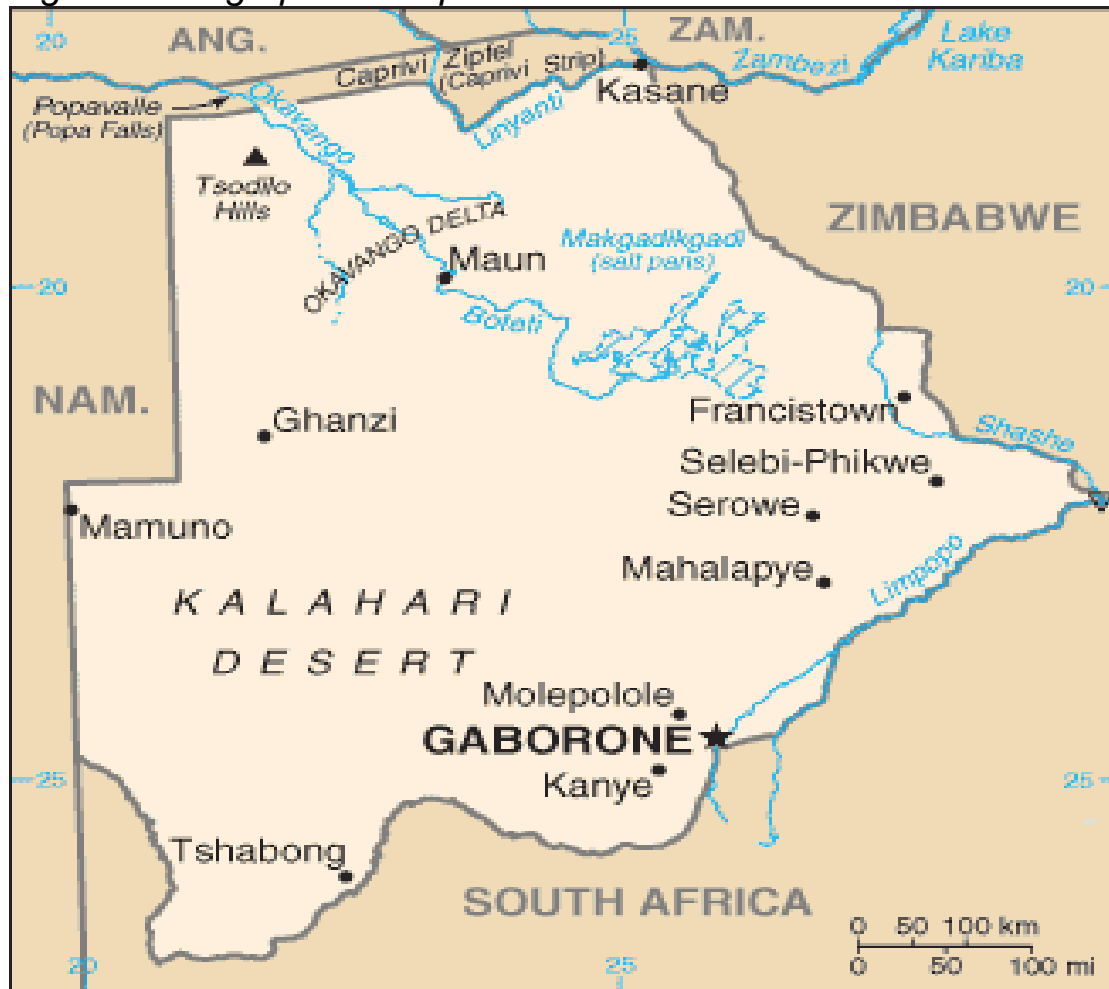 20
ANG.
25
ZAM.
Lake
Kariba
Caprivi Zipfel
(Caprivi Strip)
Zambezi
Kasane
Popavalle
(Popa Falls)
Okavango
Linyanti
Tsodilo
Hills
ZIMBABWE
OKAVANGO DELTA
Makgadikgadi
(salt pans)
Maun
20
20
Boteti
NAM.
Ghanzi
Francistown
Shashe
Selebi-Phikwe
Serowe
Mamuno
Mahalapye
Limpopo
KALAHARI
DESERT
Molepolole
GABORONE
Kanye
25
25
Tshabong
SOUTH AFRICA
0 50 100 km
0 50 100 mi
20
25